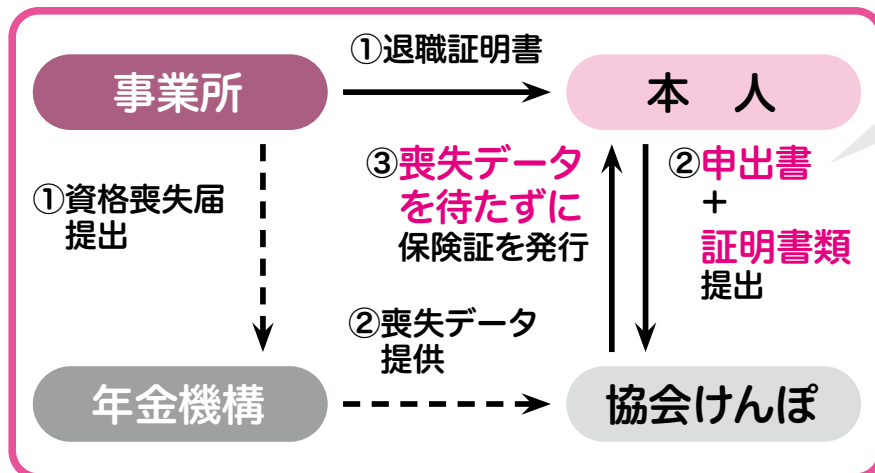 ①退職証明書
事業所
本　人
①資格喪失届
提出
③喪失データ
を待たずに
保険証を発行
②申出書
+
証明書類
提出
②喪失データ
提供
年金機構
協会けんぽ